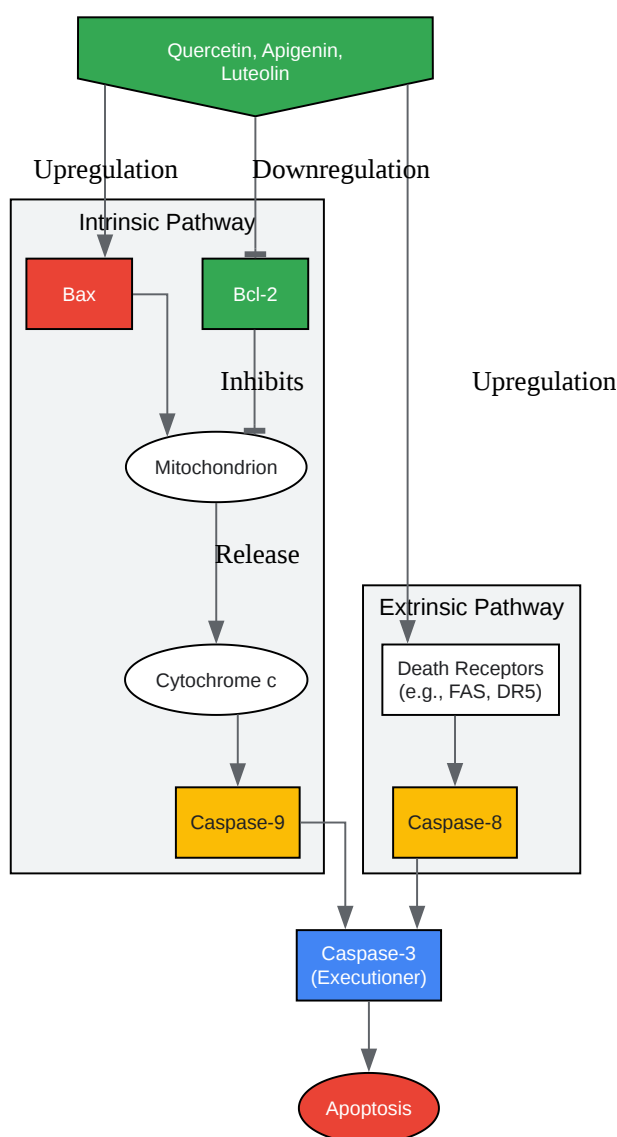 Quercetin, Apigenin,
Luteolin
Upregulation
Downregulation
Intrinsic Pathway
Bax
Bcl-2
Inhibits
Upregulation
Mitochondrion
Release
Extrinsic Pathway
Cytochrome c
Death Receptors
(e.g., FAS, DR5)
Caspase-9
Caspase-8
Caspase-3
(Executioner)
Apoptosis